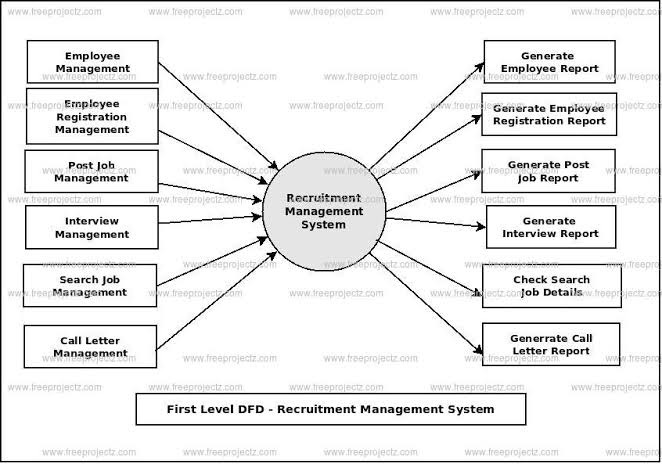 Employee
Management
Employee
Registration
Management
Post Job
Management
Interview
Management
Search Job
Management
Call Letter
Management
Recruitment
Management
System
Generate
Employee Report
Generate Employee
Registration Report
Generate Post
Job Report
Generate
Interview Report
Check Search
Job Details
Generrate Call
Letter Report
First Level DFD - Recruitment Management System
www.freeprojectz.com